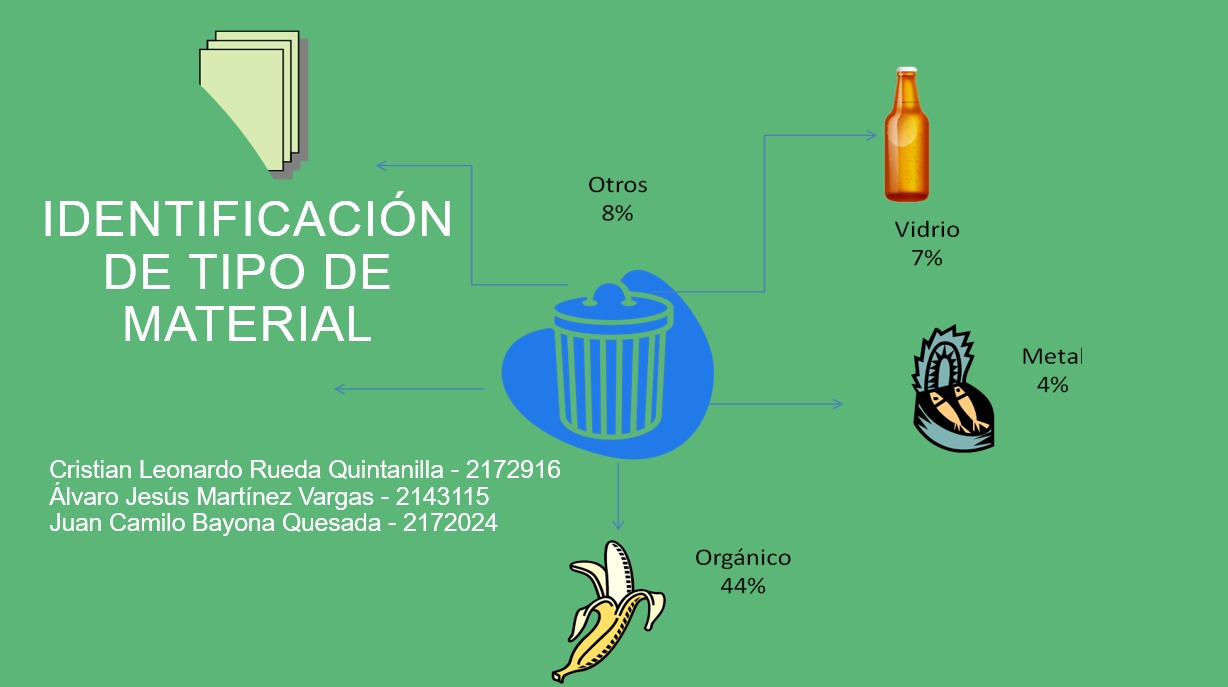 IDENTIFICACIÓN
DE TIPO DE
MATERIAL
Otros
8%
Vidrio
7%
Metal
4%
Cristian Leonardo Rueda Quintanilla - 2172916
Álvaro Jesús Martínez Vargas - 2143115
Juan Camilo Bayona Quesada - 2172024
Orgánico
44%